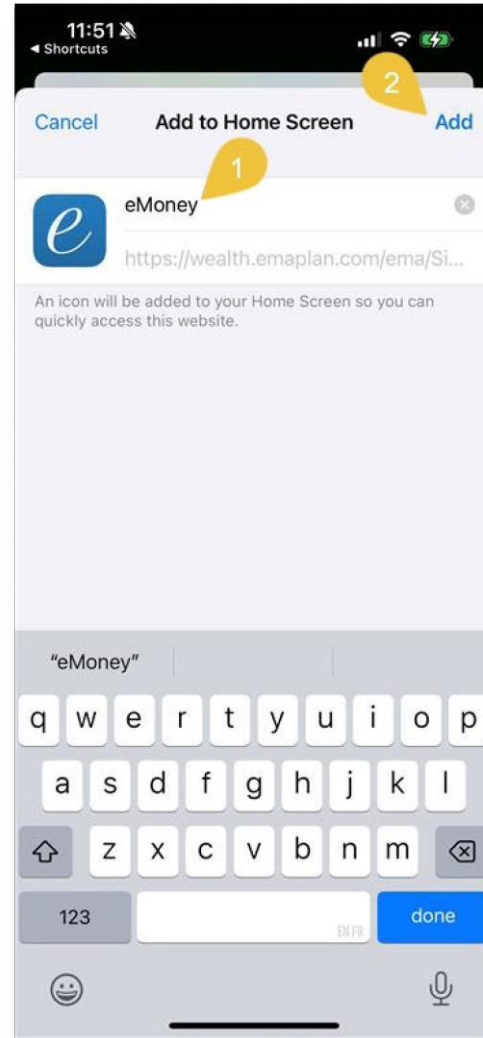 11:51
◀ Shortcuts
2
Cancel
Add to Home Screen
Add
1
e
eMoney
https://wealth.emaplan.com/ema/Si...
An icon will be added to your Home Screen so you can
quickly access this website.
"eMoney"
q w e r t y u i o p
a s d f g h j k l
z x c v b n m
123
EN FR
done